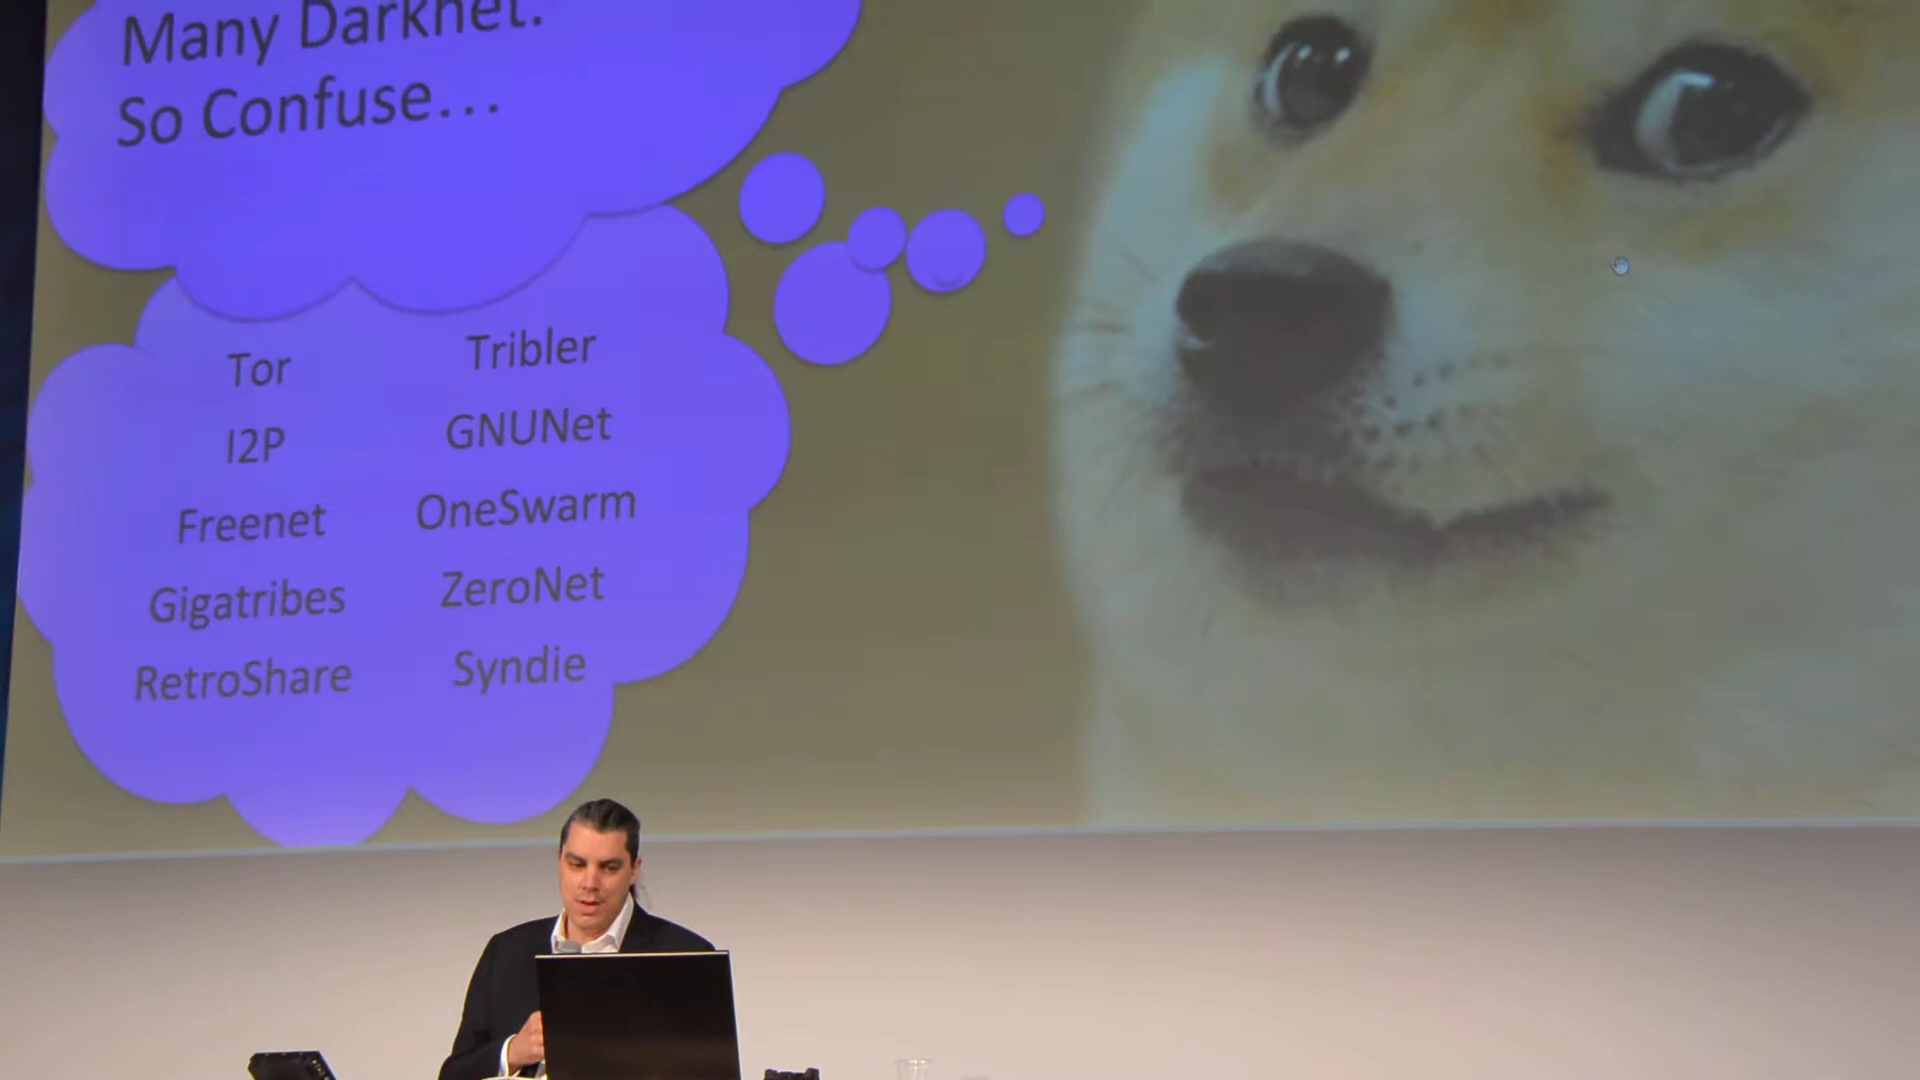 Many Darknet.
So Confuse...
Tor
I2P
Freenet
Gigatribes
RetroShare
Tribler
GNUNet
OneSwarm
ZeroNet
Syndie